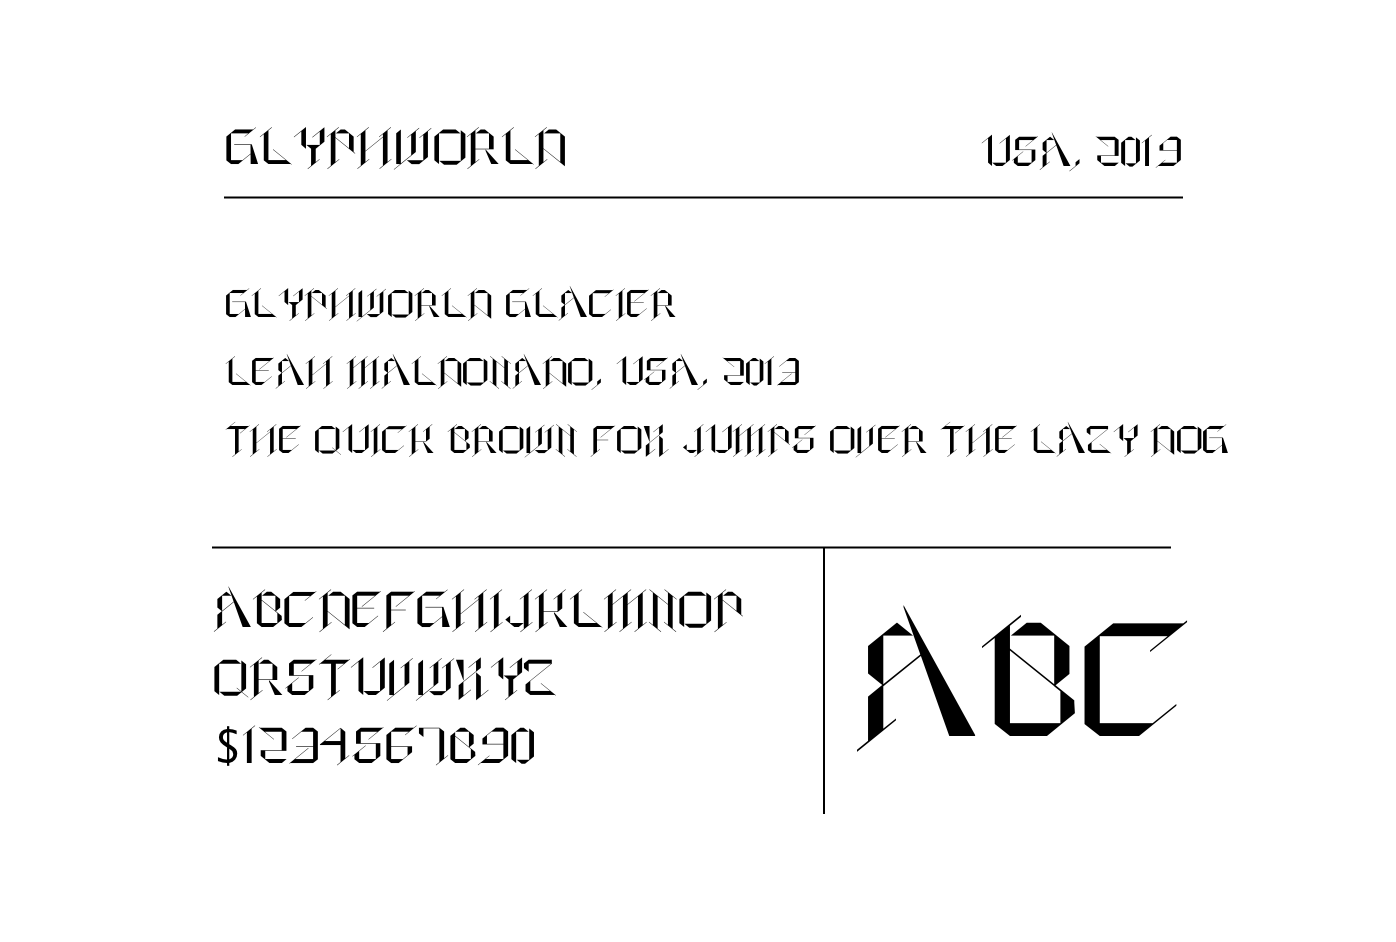 GLYPHWORLD
USA, 2019
GLYPHWORLD GLACIER
LEAH MALDONADO, USA, 2013
THE QUICK BROWN FOX JUMPS OVER THE LAZY DOG
ABCDEFGHIJKLMNOP
QRSTUVWXYZ
$1234567890
ABC